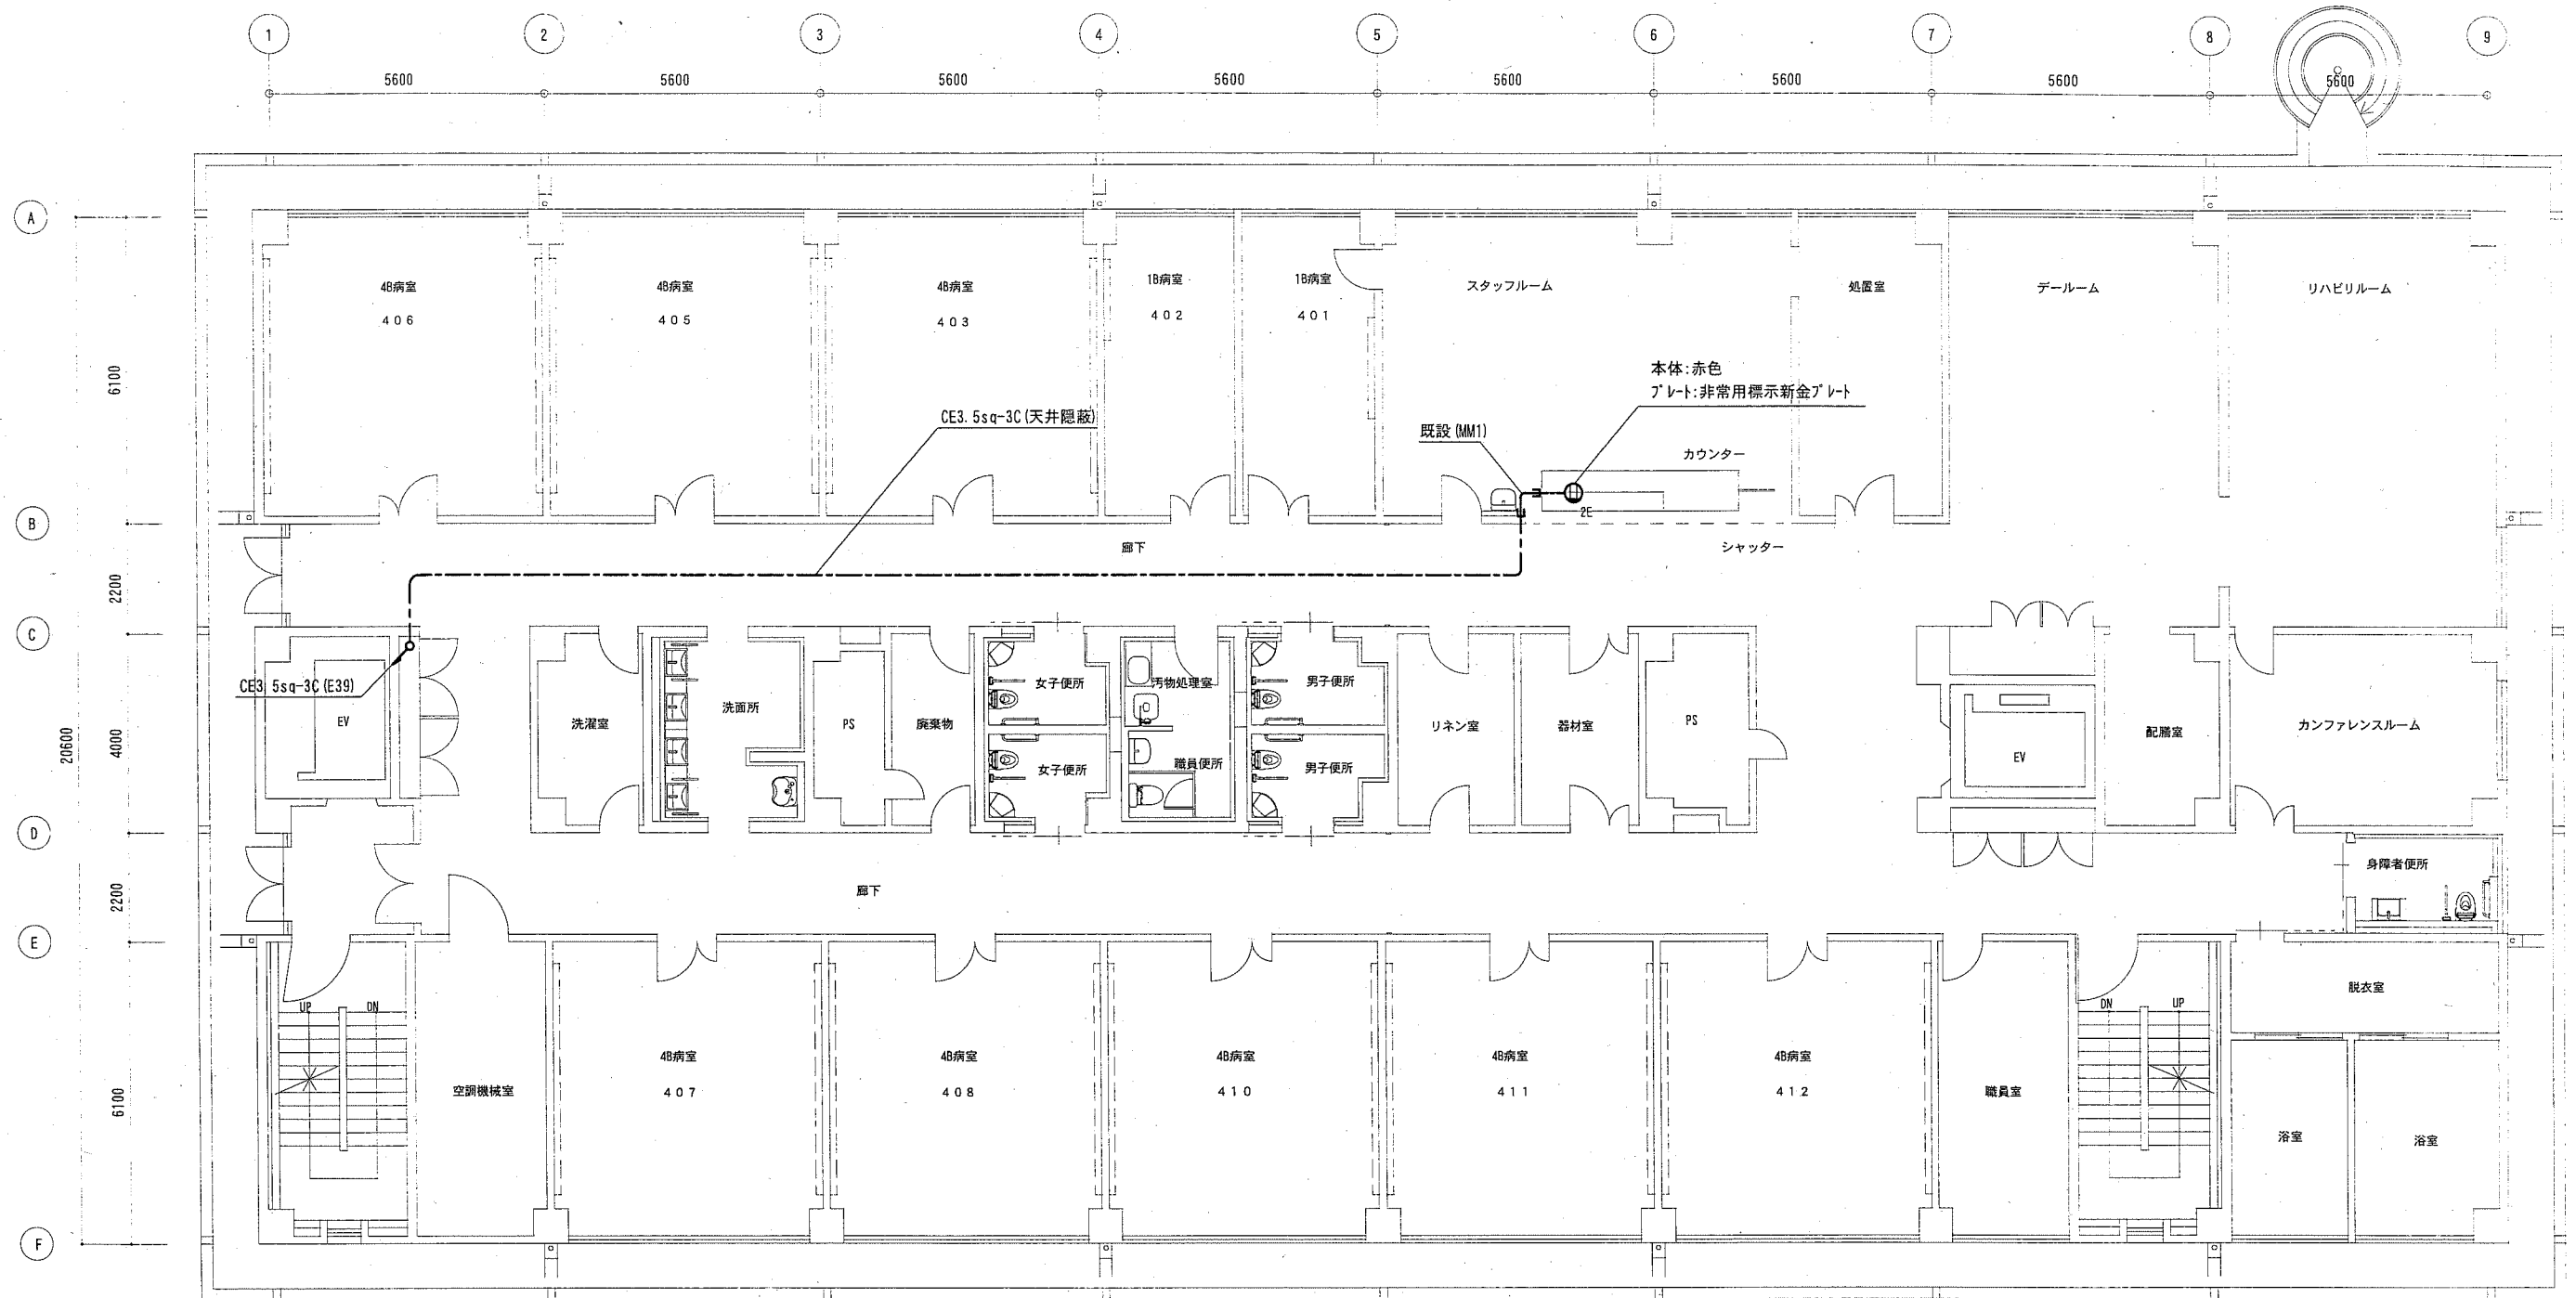 1 2 3 4 5 6 7 8 9
5600 5600 5600 5600 5600 5600 5600 5600
A
4B病室
406
4B病室
405
4B病室
403
1B病室
402
1B病室
401
スタッフルーム
処置室
デールーム
リハビリルーム
6100
本体:赤色
プレート:非常用標示新金プレート
CE3.5sq-3C(天井隠蔽)
既設(MM1)
カウンター
2E
B
廊下
シャッター
2200
C
CE3.5sq-3C(E39)
EV
洗濯室
洗面所
PS
廃棄物
女子便所
女子便所
汚物処理室
職員便所
男子便所
男子便所
リネン室
器材室
PS
EV
配膳室
カンファレンスルーム
20600
4000
D
廊下
身障者便所
2200
E
UP
DN
空調機械室
4B病室
407
4B病室
408
4B病室
410
4B病室
411
4B病室
412
職員室
DN
UP
脱衣室
浴室
浴室
6100
F